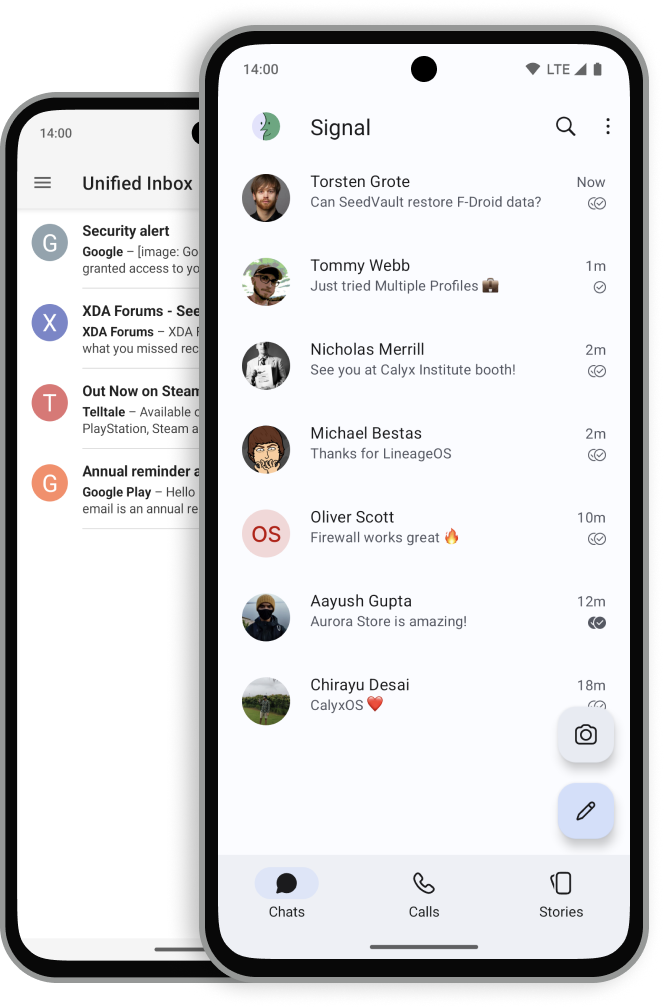 14:00
Unified Inbox
G
Security alert
Google – [image: Go
granted access to yo
X
XDA Forums - See
XDA Forums – XDA F
what you missed rec
T
Out Now on Steam
Telltale – Available o
PlayStation, Steam a
G
Annual reminder a
Google Play – Hello
email is an annual re
14:00
LTE
Signal
Torsten Grote
Now
Can SeedVault restore F-Droid data?
Tommy Webb
1m
Just tried Multiple Profiles 💼
Nicholas Merrill
2m
See you at Calyx Institute booth!
Michael Bestas
2m
Thanks for LineageOS
OS
Oliver Scott
10m
Firewall works great 🔥
Aayush Gupta
12m
Aurora Store is amazing!
Chirayu Desai
18m
CalyxOS ❤️
Chats
Calls
Stories